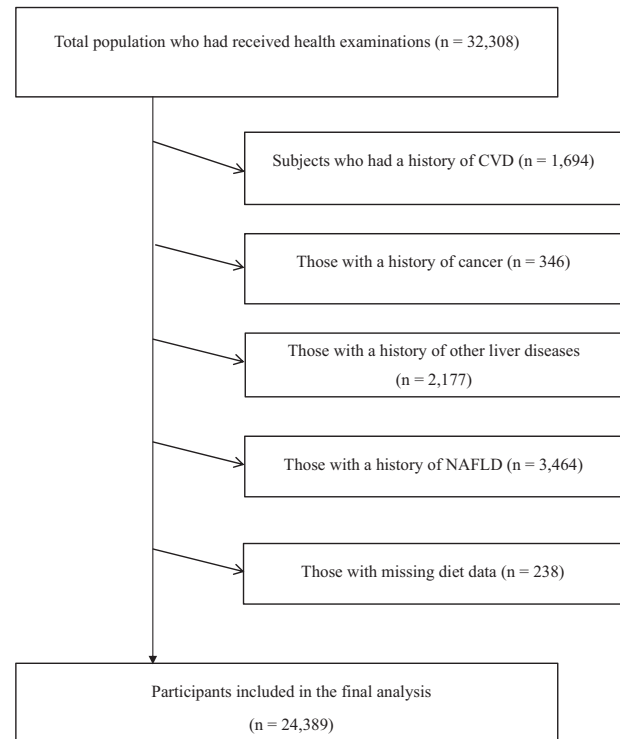 Total population who had received health examinations (n = 32,308)
Subjects who had a history of CVD (n = 1,694)
Those with a history of cancer (n = 346)
Those with a history of other liver diseases
(n = 2,177)
Those with a history of NAFLD (n = 3,464)
Those with missing diet data (n = 238)
Participants included in the final analysis
(n = 24,389)